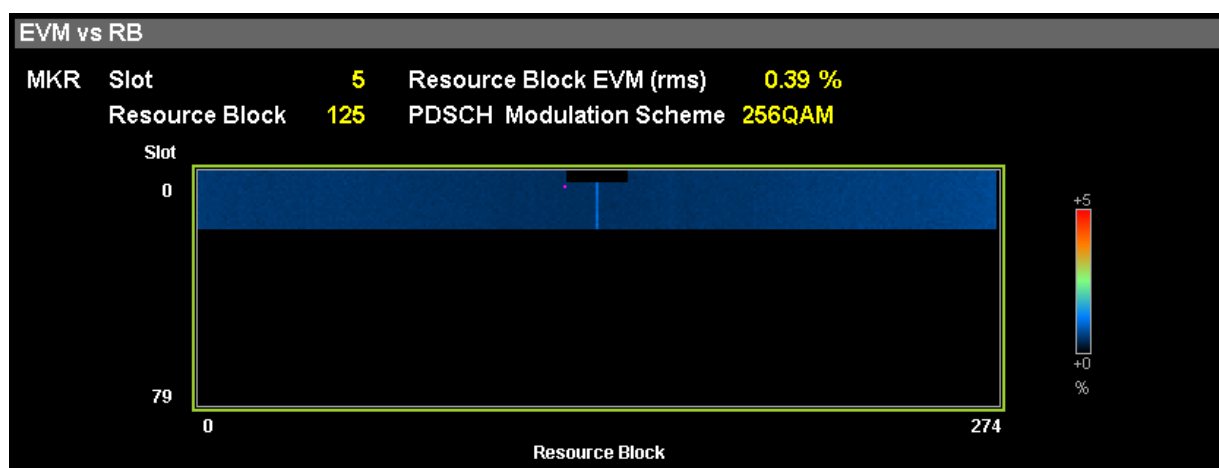 EVM vs RB
MKR Slot 5 Resource Block EVM (rms) 0.39 %
Resource Block 125 PDSCH Modulation Scheme 256QAM
Slot
0
+5
+0
%
79
0 274
Resource Block